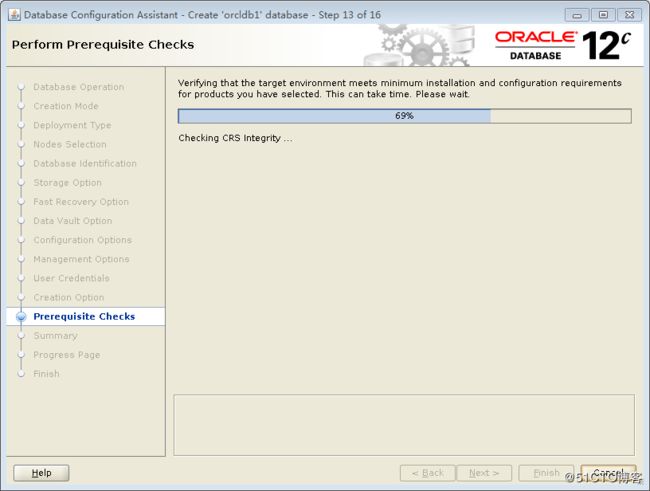 Database Configuration Assistant - Create 'orcldb1' database - Step 13 of 16
Perform Prerequisite Checks
ORACLE
DATABASE 12c
Database Operation
Creation Mode
Deployment Type
Nodes Selection
Database Identification
Storage Option
Fast Recovery Option
Data Vault Option
Configuration Options
Management Options
User Credentials
Creation Option
Prerequisite Checks
Summary
Progress Page
Finish
Verifying that the target environment meets minimum installation and configuration requirements
for products you have selected. This can take time. Please wait.
69%
Checking CRS Integrity ...
Help
< Back
Next >
Finish
Cancel
@51CTO博客